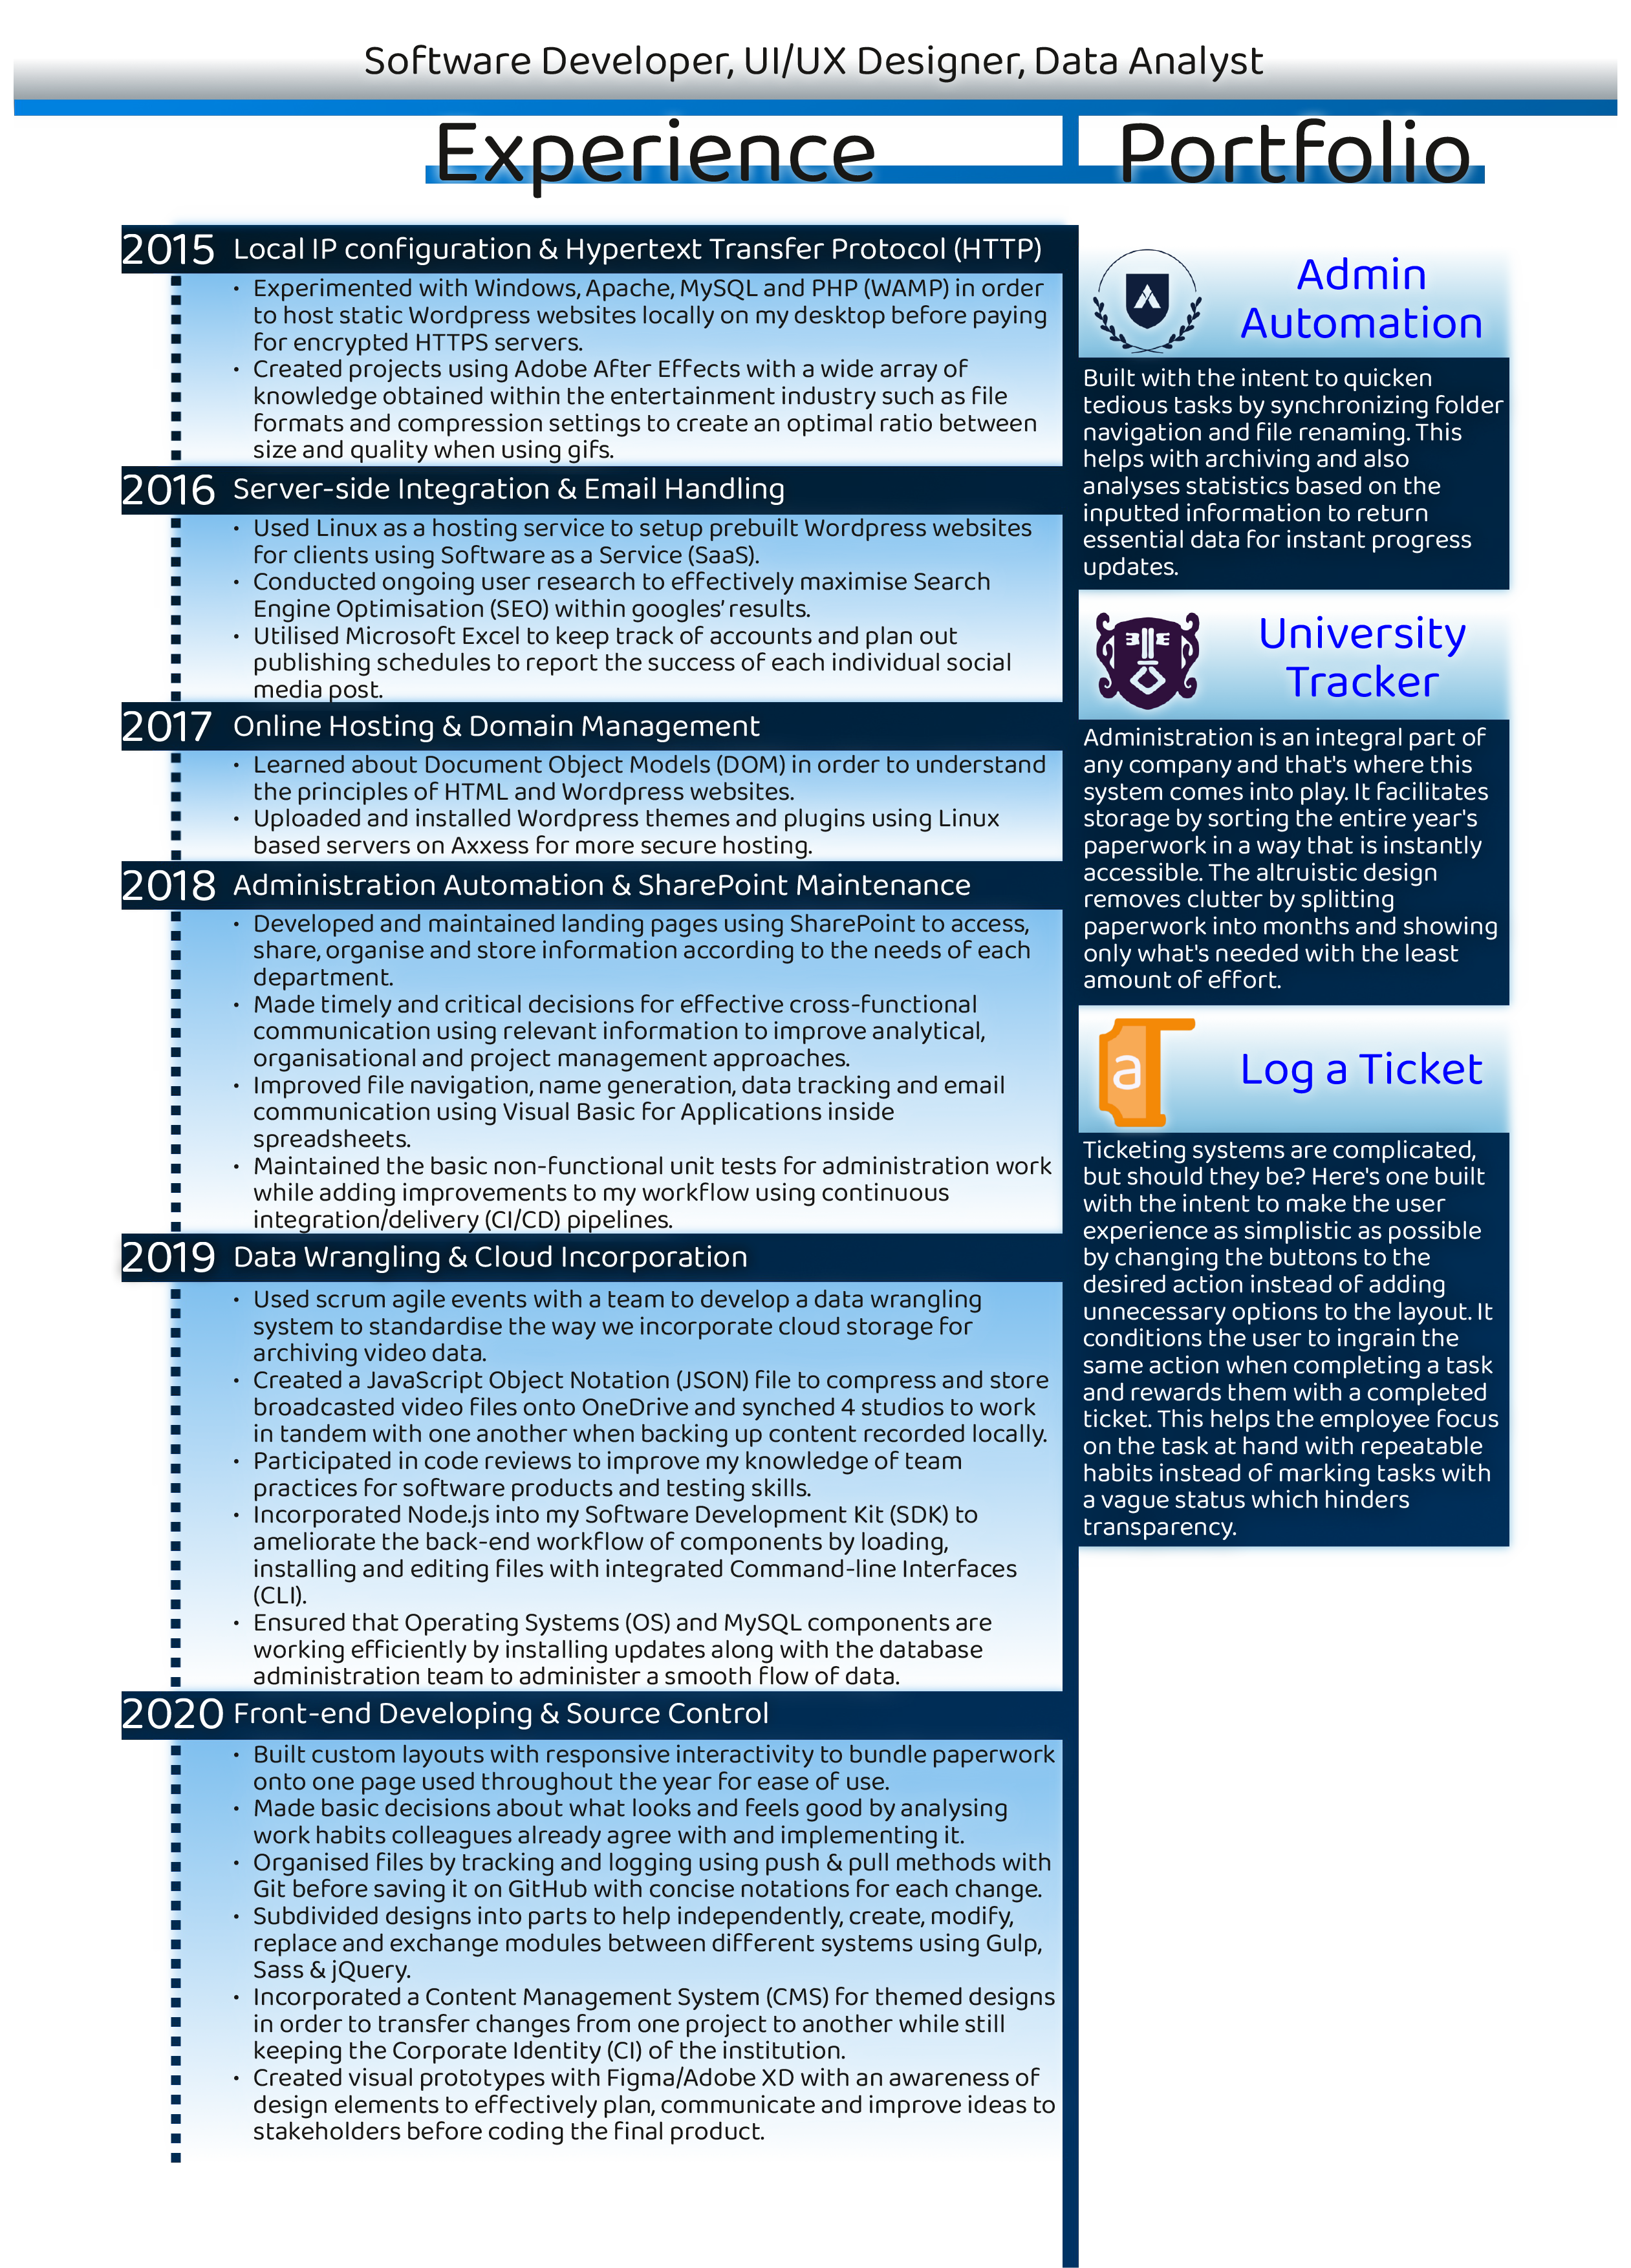 Software Developer, UI/UX Designer, Data Analyst
Experience
2015 Local IP configuration & Hypertext Transfer Protocol (HTTP)
• Experimented with Windows, Apache, MySQL and PHP (WAMP) in order
to host static Wordpress websites locally on my desktop before paying
for encrypted HTTPS servers.
• Created projects using Adobe After Effects with a wide array of
knowledge obtained within the entertainment industry such as file
formats and compression settings to create an optimal ratio between
size and quality when using gifs.
2016 Server-side Integration & Email Handling
• Used Linux as a hosting service to setup prebuilt Wordpress websites
for clients using Software as a Service (SaaS).
• Conducted ongoing user research to effectively maximise Search
Engine Optimisation (SEO) within googles’ results.
• Utilised Microsoft Excel to keep track of accounts and plan out
publishing schedules to report the success of each individual social
media post.
2017 Online Hosting & Domain Management
• Learned about Document Object Models (DOM) in order to understand
the principles of HTML and Wordpress websites.
• Uploaded and installed Wordpress themes and plugins using Linux
based servers on Axxess for more secure hosting.
2018 Administration Automation & SharePoint Maintenance
• Developed and maintained landing pages using SharePoint to access,
share, organise and store information according to the needs of each
department.
• Made timely and critical decisions for effective cross-functional
communication using relevant information to improve analytical,
organisational and project management approaches.
• Improved file navigation, name generation, data tracking and email
communication using Visual Basic for Applications inside
spreadsheets.
• Maintained the basic non-functional unit tests for administration work
while adding improvements to my workflow using continuous
integration/delivery (CI/CD) pipelines.
2019 Data Wrangling & Cloud Incorporation
• Used scrum agile events with a team to develop a data wrangling
system to standardise the way we incorporate cloud storage for
archiving video data.
• Created a JavaScript Object Notation (JSON) file to compress and store
broadcasted video files onto OneDrive and synched 4 studios to work
in tandem with one another when backing up content recorded locally.
• Participated in code reviews to improve my knowledge of team
practices for software products and testing skills.
• Incorporated Node.js into my Software Development Kit (SDK) to
ameliorate the back-end workflow of components by loading,
installing and editing files with integrated Command-line Interfaces
(CLI).
• Ensured that Operating Systems (OS) and MySQL components are
working efficiently by installing updates along with the database
administration team to administer a smooth flow of data.
2020 Front-end Developing & Source Control
• Built custom layouts with responsive interactivity to bundle paperwork
onto one page used throughout the year for ease of use.
• Made basic decisions about what looks and feels good by analysing
work habits colleagues already agree with and implementing it.
• Organised files by tracking and logging using push & pull methods with
Git before saving it on GitHub with concise notations for each change.
• Subdivided designs into parts to help independently, create, modify,
replace and exchange modules between different systems using Gulp,
Sass & jQuery.
• Incorporated a Content Management System (CMS) for themed designs
in order to transfer changes from one project to another while still
keeping the Corporate Identity (CI) of the institution.
• Created visual prototypes with Figma/Adobe XD with an awareness of
design elements to effectively plan, communicate and improve ideas to
stakeholders before coding the final product.
Portfolio
Admin
Automation
Built with the intent to quicken
tedious tasks by synchronizing folder
navigation and file renaming. This
helps with archiving and also
analyses statistics based on the
inputted information to return
essential data for instant progress
updates.
University
Tracker
Administration is an integral part of
any company and that's where this
system comes into play. It facilitates
storage by sorting the entire year's
paperwork in a way that is instantly
accessible. The altruistic design
removes clutter by splitting
paperwork into months and showing
only what's needed with the least
amount of effort.
a
Log a Ticket
Ticketing systems are complicated,
but should they be? Here's one built
with the intent to make the user
experience as simplistic as possible
by changing the buttons to the
desired action instead of adding
unnecessary options to the layout. It
conditions the user to ingrain the
same action when completing a task
and rewards them with a completed
ticket. This helps the employee focus
on the task at hand with repeatable
habits instead of marking tasks with
a vague status which hinders
transparency.